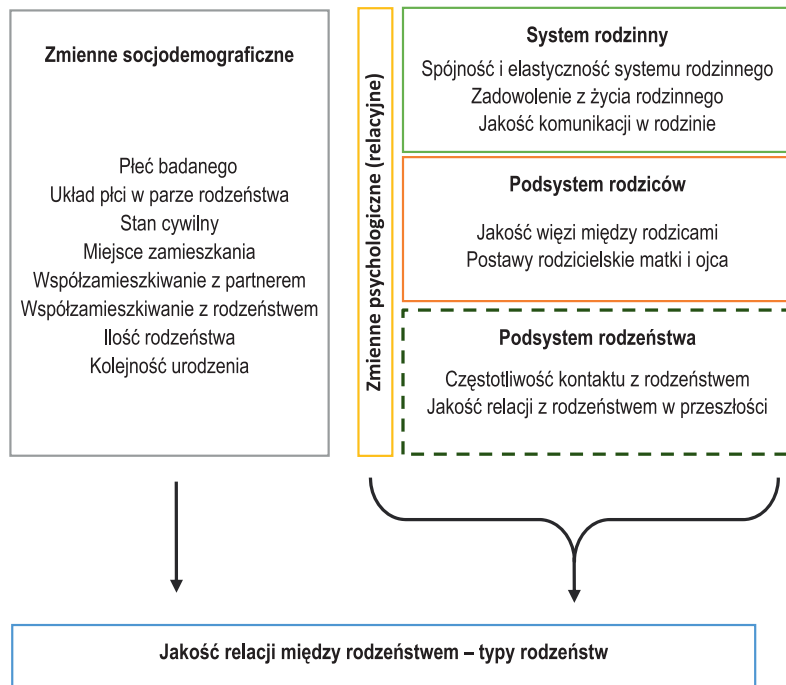 Zmienne socjodemograficzne
Płeć badanego
Układ płci w parze rodzeństwa
Stan cywilny
Miejsce zamieszkania
Współzamieszkiwanie z partnerem
Współzamieszkiwanie z rodzeństwem
Ilość rodzeństwa
Kolejność urodzenia
Zmienne psychologiczne (relacyjne)
System rodzinny
Spójność i elastyczność systemu rodzinnego
Zadowolenie z życia rodzinnego
Jakość komunikacji w rodzinie
Podsystem rodziców
Jakość więzi między rodzicami
Postawy rodzicielskie matki i ojca
Podsystem rodzeństwa
Częstotliwość kontaktu z rodzeństwem
Jakość relacji z rodzeństwem w przeszłości
Jakość relacji między rodzeństwem – typy rodzeństw